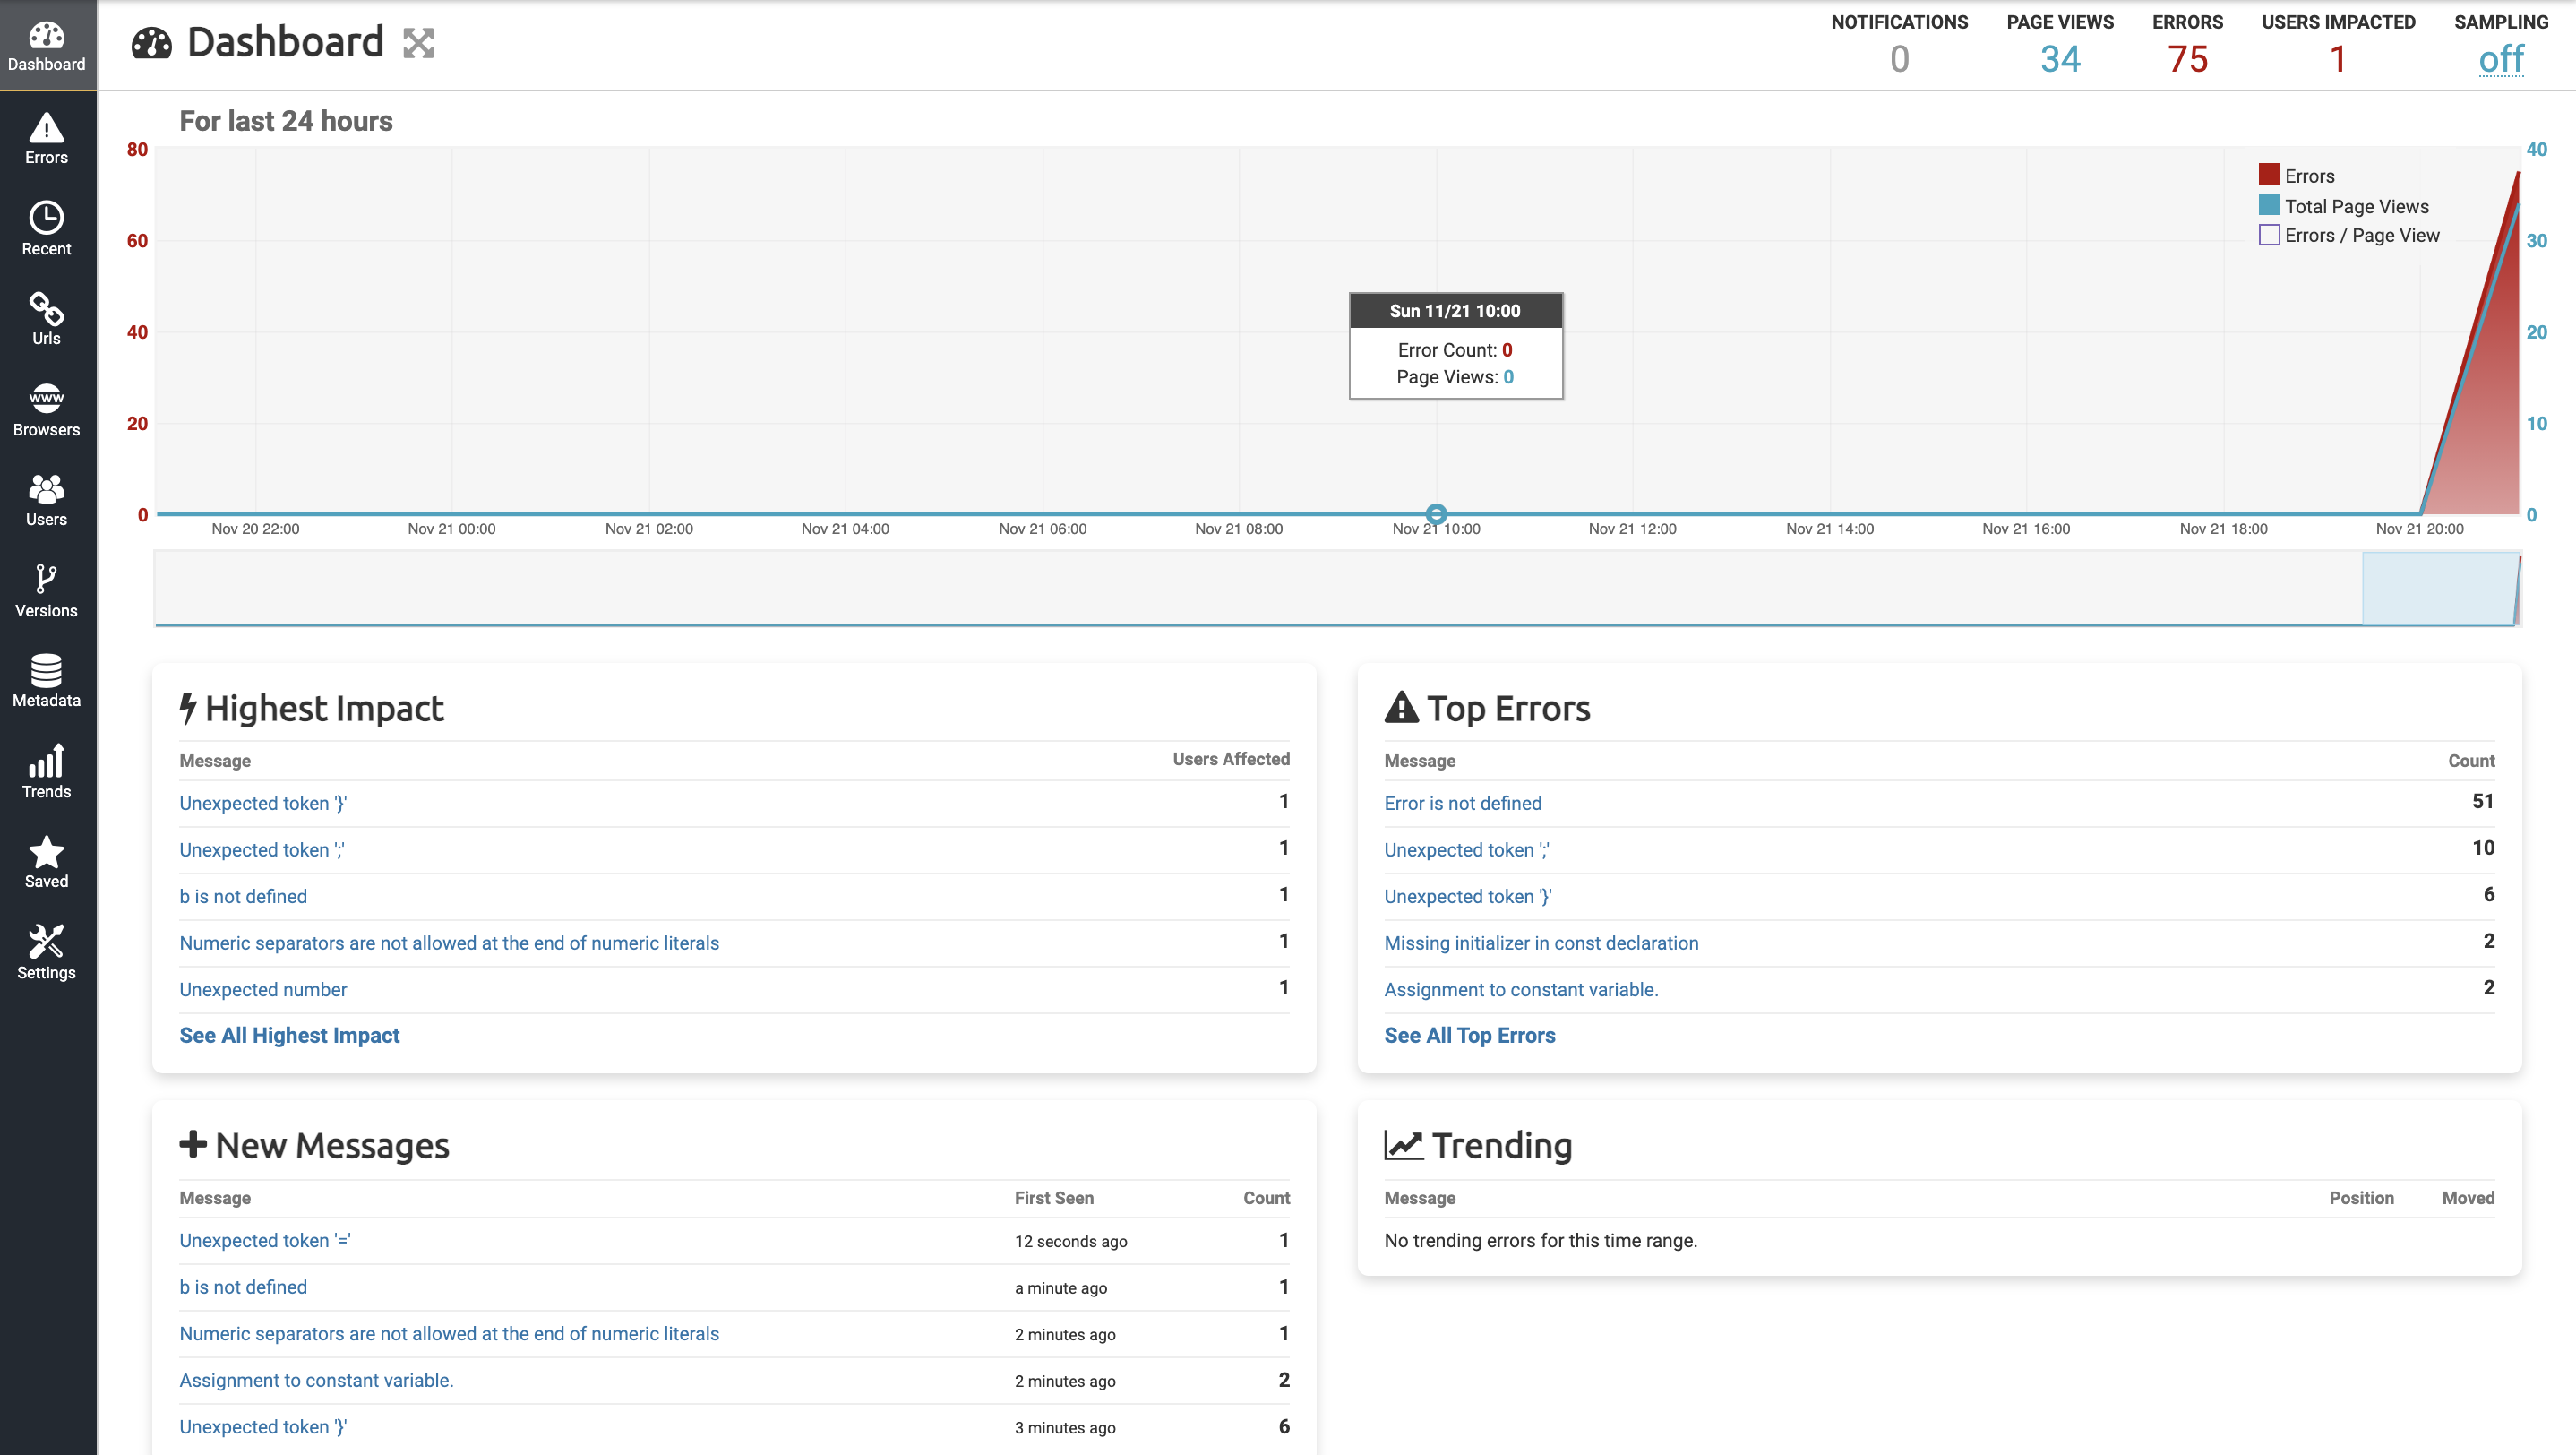 Dashboard
Errors
Recent
Urls
www
Browsers
Users
Versions
Metadata
Trends
Saved
Settings
Dashboard
NOTIFICATIONS PAGE VIEWS ERRORS USERS IMPACTED SAMPLING
0 34 75 1 off
For last 24 hours
80 40
60 30
40 20
20 10
0 0
Errors
Total Page Views
Errors / Page View
Sun 11/21 10:00
Error Count: 0
Page Views: 0
Nov 20 22:00 Nov 21 00:00 Nov 21 02:00 Nov 21 04:00 Nov 21 06:00 Nov 21 08:00 Nov 21 10:00 Nov 21 12:00 Nov 21 14:00 Nov 21 16:00 Nov 21 18:00 Nov 21 20:00
Highest Impact
Message Users Affected
Unexpected token '}' 1
Unexpected token ';' 1
b is not defined 1
Numeric separators are not allowed at the end of numeric literals 1
Unexpected number 1
See All Highest Impact
Top Errors
Message Count
Error is not defined 51
Unexpected token ';' 10
Unexpected token '}' 6
Missing initializer in const declaration 2
Assignment to constant variable. 2
See All Top Errors
New Messages
Message First Seen Count
Unexpected token '=' 12 seconds ago 1
b is not defined a minute ago 1
Numeric separators are not allowed at the end of numeric literals 2 minutes ago 1
Assignment to constant variable. 2 minutes ago 2
Unexpected token '}' 3 minutes ago 6
Trending
Message Position Moved
No trending errors for this time range.